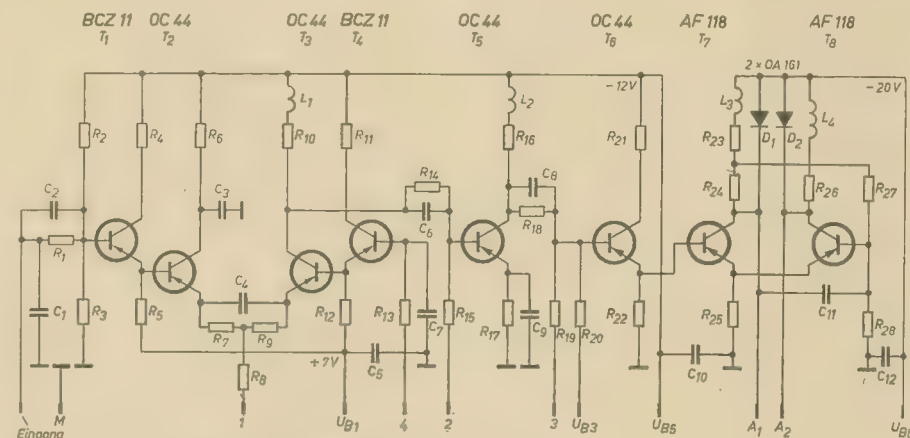 BCZ 11 OC 44 OC 44 BCZ 11 OC 44 OC 44 AF 118 AF 118
T1 T2 T3 T4 T5 T6 T7 T8
2 × OA 161
-12V -20V
L1 L2 L3 L4
R2 R4 R6 R10 R11 R16 R21 R23 D1 D2
C2 C3 R14 C8 R24 R26 R27
R1 C6 R18
C4 C11
C1 R3 R5 R7 R9 R12 R13 C7 R15 R17 C9 R19 R20 R22 R25 R28
R8 +7V C5 C10 C12
Eingang M 1 UB1 4 2 3 UB3 UB5 A1 A2